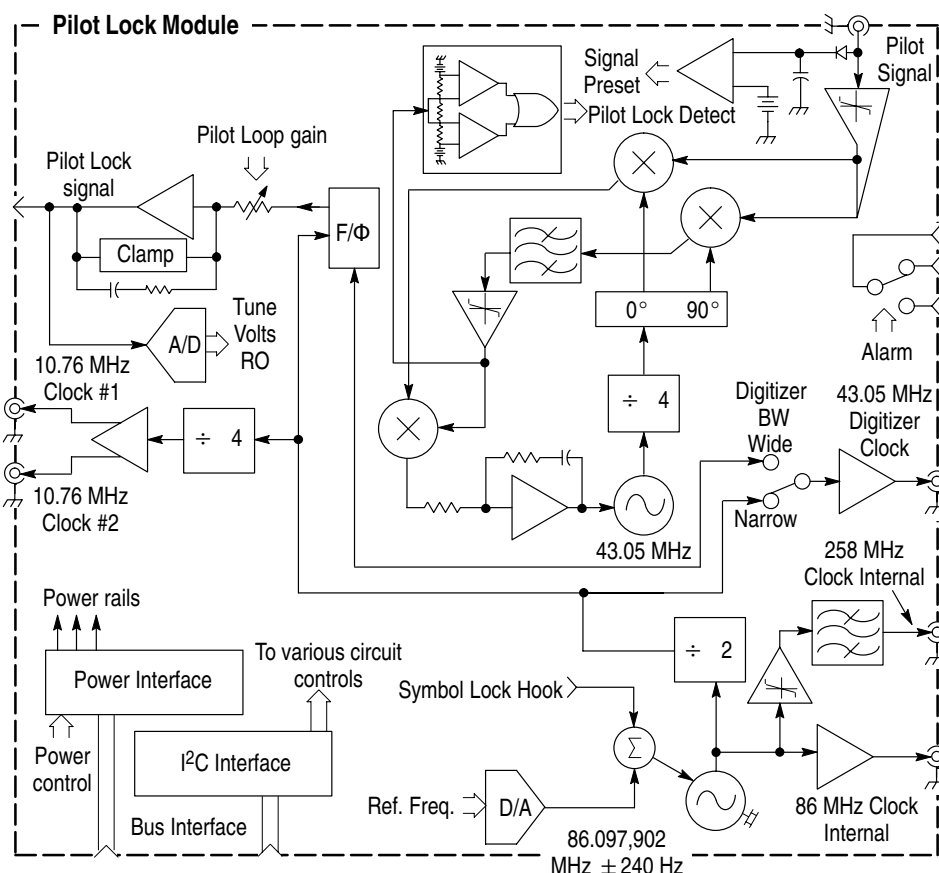 Pilot Lock Module
Signal
Preset
Pilot
Signal
Pilot Lock Detect
Pilot Loop gain
Pilot Lock
signal
F/Φ
Clamp
0° 90°
Tune
Volts
RO
A/D
Alarm
10.76 MHz
Clock #1
÷ 4
÷ 4
Digitizer
BW
Wide
43.05 MHz
Digitizer
Clock
10.76 MHz
Clock #2
Narrow
43.05 MHz
258 MHz
Clock Internal
Power rails
To various circuit
controls
÷ 2
Power Interface
Symbol Lock Hook
Σ
Power
control
I²C Interface
Ref. Freq.
D/A
86 MHz Clock
Internal
Bus Interface
86.097,902
MHz ± 240 Hz